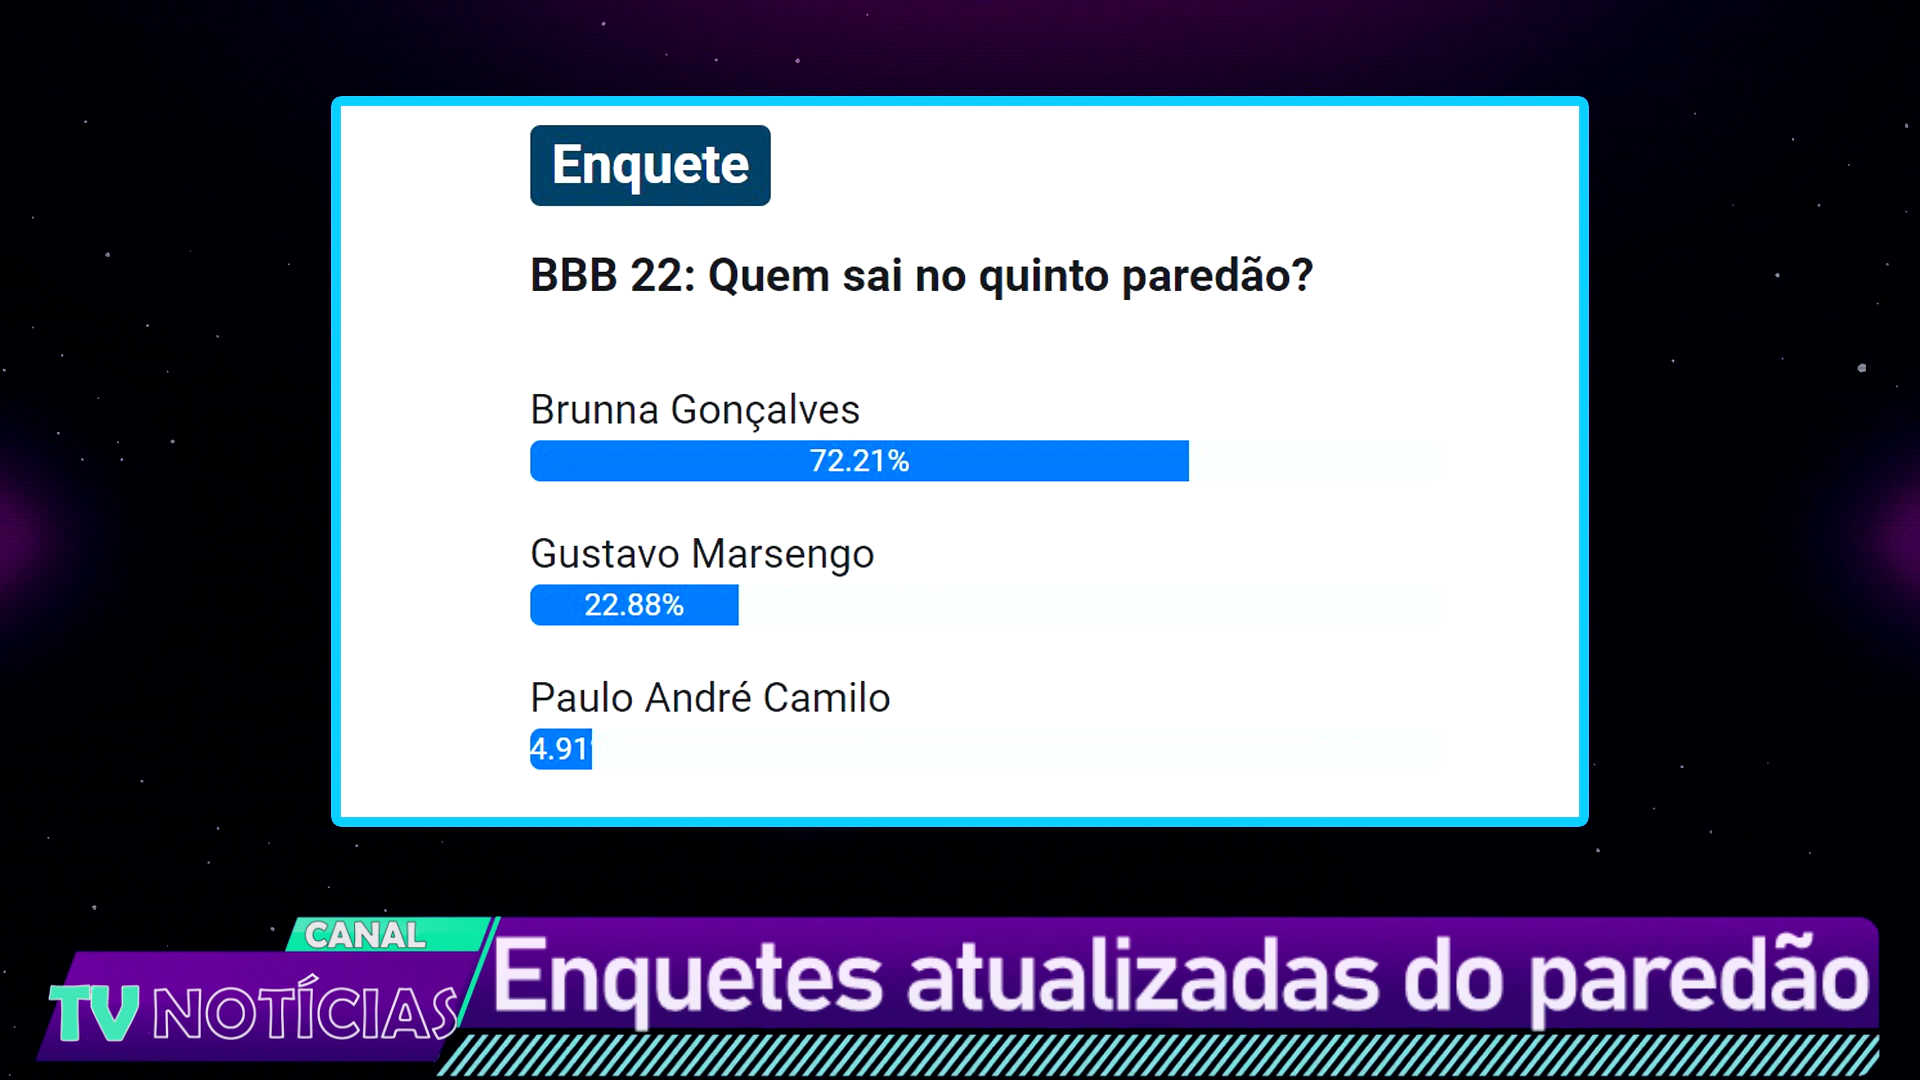 Enquete
BBB 22: Quem sai no quinto paredão?
Brunna Gonçalves
72.21%
Gustavo Marsengo
22.88%
Paulo André Camilo
4.91
CANAL
TV NOTÍCIAS
Enquetes atualizadas do paredão